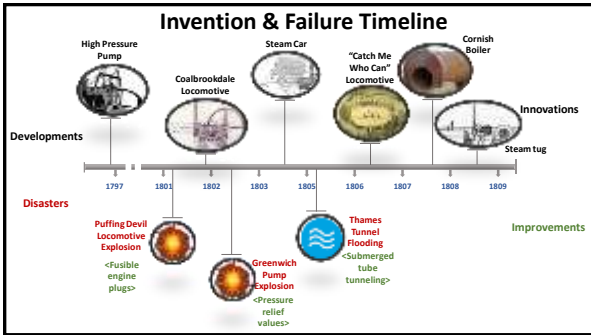 Invention & Failure Timeline
High Pressure
Pump
Coalbrookdale
Locomotive
Steam Car
“Catch Me
Who Can”
Locomotive
Cornish
Boiler
Innovations
Steam tug
Developments
1797
1801
1802
1803
1805
1806
1807
1808
1809
Disasters
Improvements
Puffing Devil
Locomotive
Explosion
<Fusible
engine
plugs>
Greenwich
Pump
Explosion
<Pressure
relief
values>
Thames
Tunnel
Flooding
<Submerged
tube
tunneling>